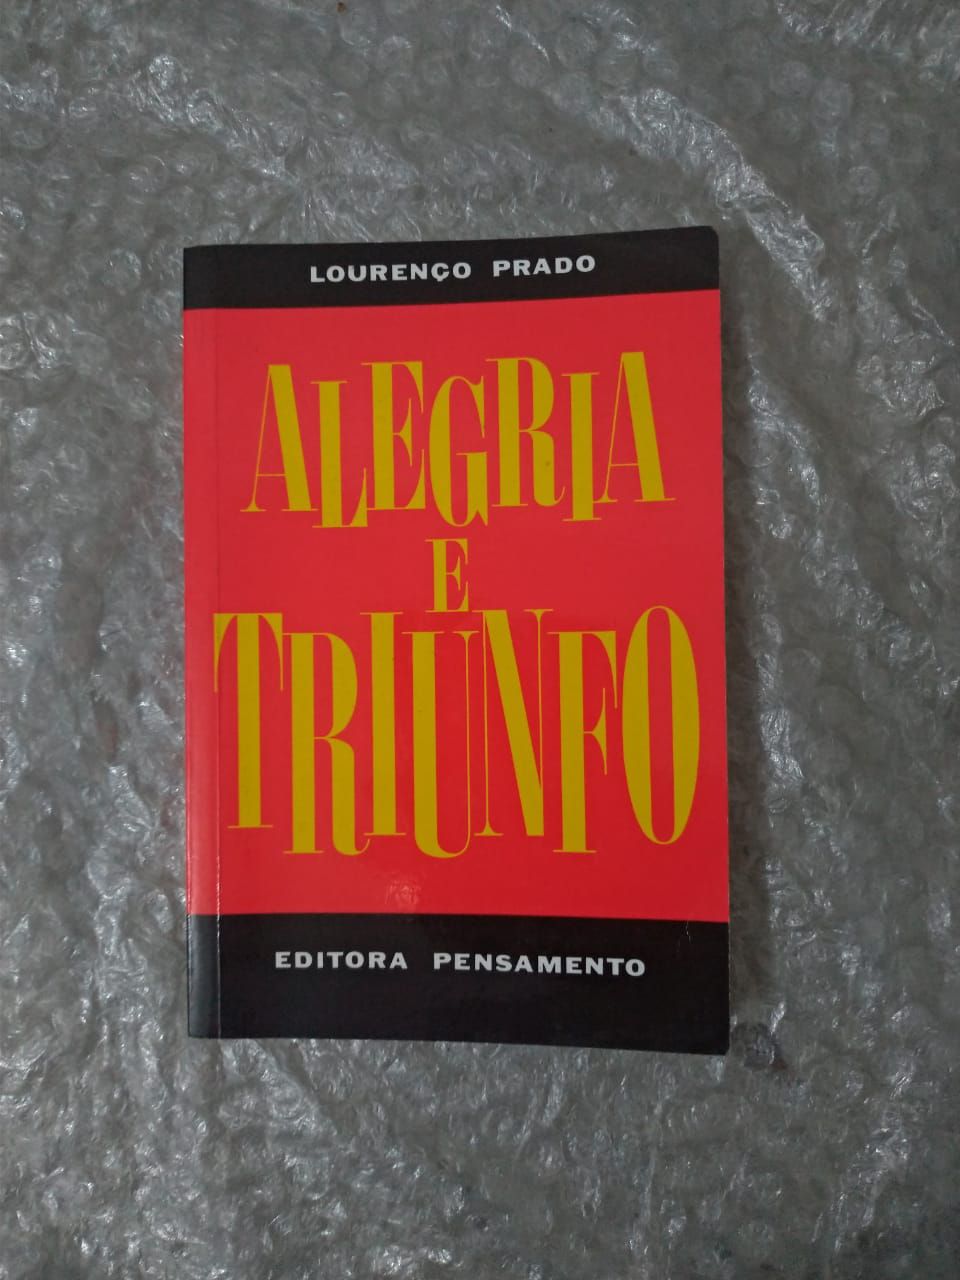 LOURENÇO PRADO
ALEGRIA
E
TRIUNFO
EDITORA PENSAMENTO